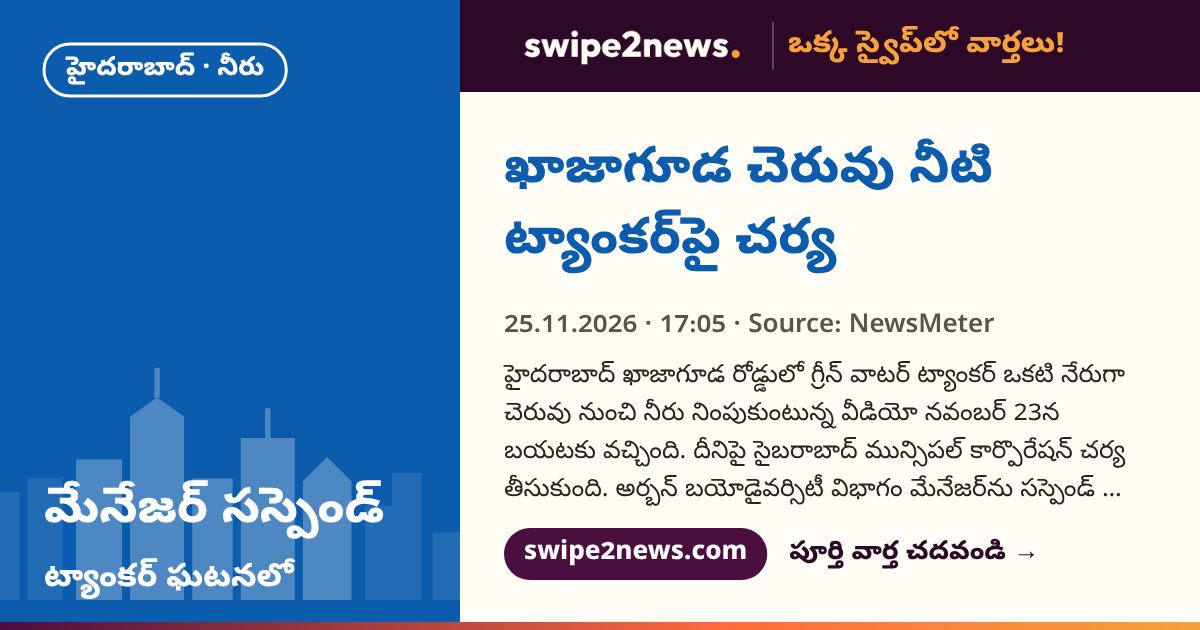 హైదరాబాద్ · నీరు
swipe2news.
ఒక్క స్వైప్‌లో వార్తలు!
ఖాజాగూడ చెరువు నీటి
ట్యాంకర్‌పై చర్య
25.11.2026 · 17:05 · Source: NewsMeter
హైదరాబాద్ ఖాజాగూడ రోడ్డులో గ్రీన్ వాటర్ ట్యాంకర్ ఒకటి నేరుగా
చెరువు నుంచి నీరు నింపుకుంటున్న వీడియో నవంబర్ 23న
బయటకు వచ్చింది. దీనిపై సైబరాబాద్ మున్సిపల్ కార్పొరేషన్ చర్య
తీసుకుంది. అర్బన్ బయోడైవర్సిటీ విభాగం మేనేజర్‌ను సస్పెండ్ ...
మేనేజర్ సస్పెండ్
ట్యాంకర్ ఘటనలో
swipe2news.com
పూర్తి వార్త చదవండి →